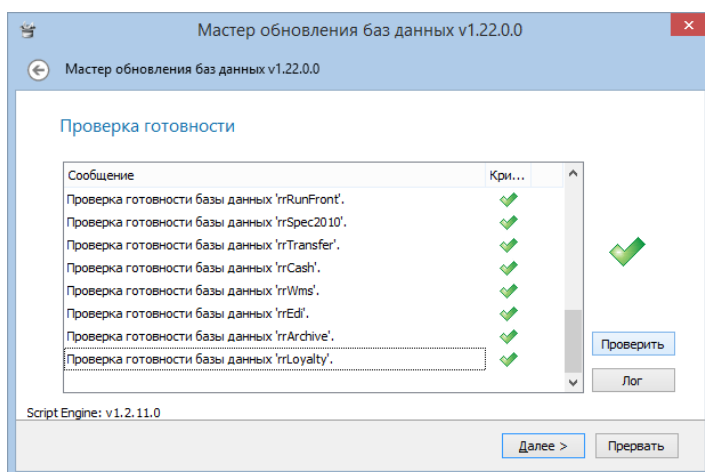 Мастер обновления баз данных v1.22.0.0
Мастер обновления баз данных v1.22.0.0
Проверка готовности
Сообщение Кри...
Проверка готовности базы данных 'rrRunFront'.
Проверка готовности базы данных 'rrSpec2010'.
Проверка готовности базы данных 'rrTransfer'.
Проверка готовности базы данных 'rrCash'.
Проверка готовности базы данных 'rrWms'.
Проверка готовности базы данных 'rrEdi'.
Проверка готовности базы данных 'rrArchive'.
Проверка готовности базы данных 'rrLoyalty'.
Проверить
Лог
Script Engine: v1.2.11.0
Далее > Прервать